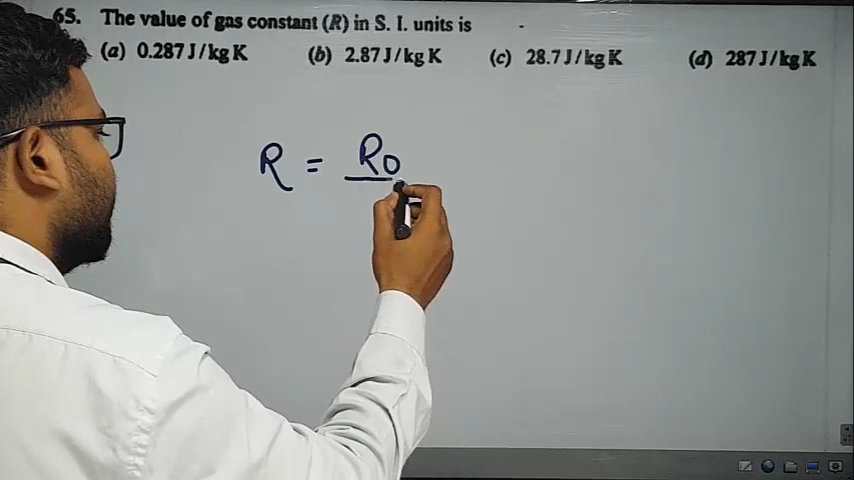 65. The value of gas constant (R) in S. I. units is
(a) 0.287 J/kg K (b) 2.87 J/kg K (c) 28.7 J/kg K (d) 287 J/kg K
R = R0